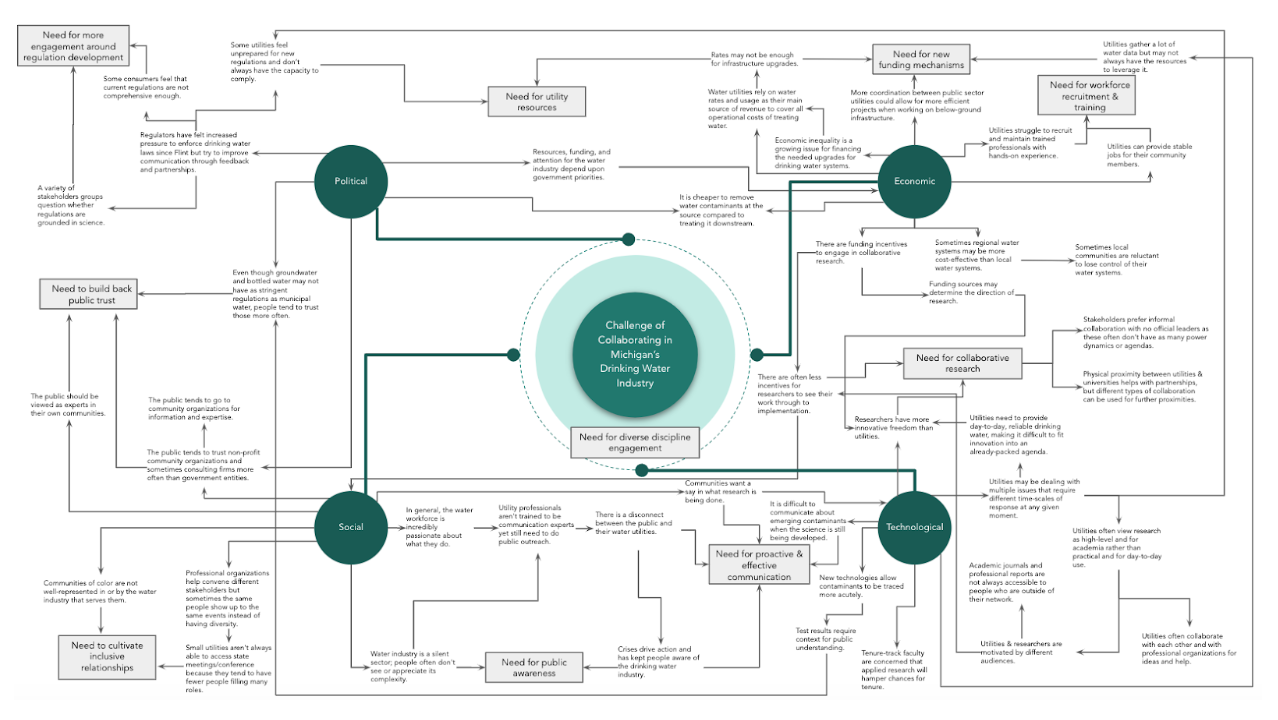 Need for more
engagement around
regulation development
Some consumers feel that
current regulations are not
comprehensive enough.
Some utilities feel
unprepared for new
regulations and don't
always have the capacity to
comply.
Need for utility
resources
Rates may not be enough
for infrastructure upgrades.
Need for new
funding mechanisms
Utilities gather a lot of
water data but may not
always have the resources
to leverage it.
Need for workforce
recruitment &
training
Water utilities rely on water
rates and usage as their main
source of revenue to cover all
operational costs of treating
water.
More coordination between public sector
utilities could allow for more efficient
projects when working on below-ground
infrastructure.
Economic inequality is a
growing issue for financing
the needed upgrades for
drinking water systems.
Utilities struggle to recruit
and maintain trained
professionals with
hands-on experience.
Utilities can provide stable
jobs for their community
members.
Regulators have felt increased
pressure to enforce drinking water
laws since Flint but try to improve
communication through feedback
and partnerships.
A variety of
stakeholders groups
question whether
regulations are
grounded in science.
Political
Resources, funding, and
attention for the water
industry depend upon
government priorities.
It is cheaper to remove
water contaminants at the
source compared to
treating it downstream.
Economic
There are funding incentives
to engage in collaborative
research.
Sometimes regional water
systems may be more
cost-effective than local
water systems.
Sometimes local
communities are reluctant
to lose control of their
water systems.
Funding sources may
determine the direction of
research.
Need to build back
public trust
Even though groundwater
and bottled water may not
have as stringent
regulations as municipal
water, people tend to trust
those more often.
Challenge of
Collaborating in
Michigan's
Drinking Water
Industry
Need for diverse discipline
engagement
Stakeholders prefer informal
collaboration with no official leaders as
these often don't have as many power
dynamics or agendas.
Need for collaborative
research
Physical proximity between utilities &
universities helps with partnerships,
but different types of collaboration
can be used for further proximities.
There are often less
incentives for
researchers to see their
work through to
implementation.
Researchers have more
innovative freedom than
utilities.
Utilities need to provide
day-to-day, reliable drinking
water, making it difficult to fit
innovation into an
already-packed agenda.
The public should be
viewed as experts in
their own communities.
The public tends to go to
community organizations for
information and expertise.
The public tends to trust non-profit
community organizations and
sometimes consulting firms more
often than government entities.
Social
In general, the water
workforce is
incredibly
passionate about
what they do.
Utility professionals
aren't trained to be
communication experts
yet still need to do
public outreach.
There is a disconnect
between the public and
their water utilities.
Communities want a
say in what research is
being done.
It is difficult to
communicate about
emerging contaminants
when the science is still
being developed.
Need for proactive &
effective
communication
Technological
Utilities may be dealing with
multiple issues that require
different time-scales of
response at any given
moment.
Utilities often view research
as high-level and for
academia rather than
practical and for day-to-day
use.
New technologies allow
contaminants to be traced
more acutely.
Academic journals and
professional reports are
not always accessible to
people who are outside of
their network.
Communities of color are not
well-represented in or by the water
industry that serves them.
Professional organizations
help convene different
stakeholders but
sometimes the same
people show up to the
same events instead of
having diversity.
Need to cultivate
inclusive
relationships
Small utilities aren't always
able to access state
meetings/conference
because they tend to have
fewer people filling many
roles.
Water industry is a silent
sector; people often don't
see or appreciate its
complexity.
Need for public
awareness
Crises drive action and
has kept people aware of
the drinking water
industry.
Test results require
context for public
understanding.
Tenure-track faculty
are concerned that
applied research will
hamper chances for
tenure.
Utilities & researchers are
motivated by different
audiences.
Utilities often collaborate
with each other and with
professional organizations for
ideas and help.